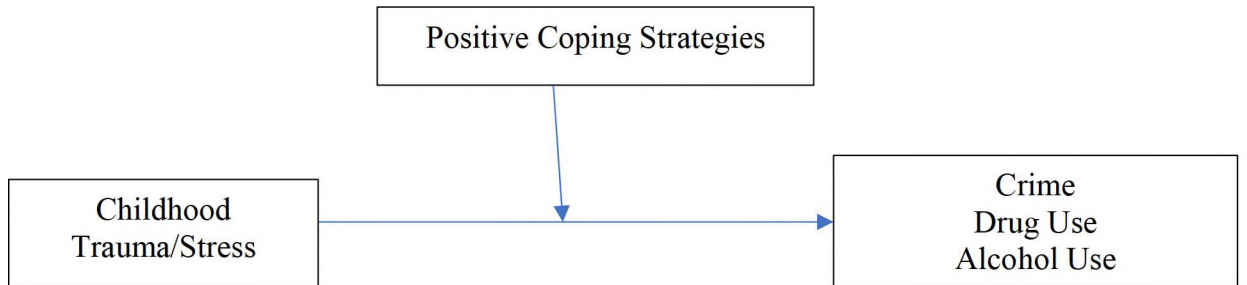 Positive Coping Strategies
Childhood
Trauma/Stress
Crime
Drug Use
Alcohol Use